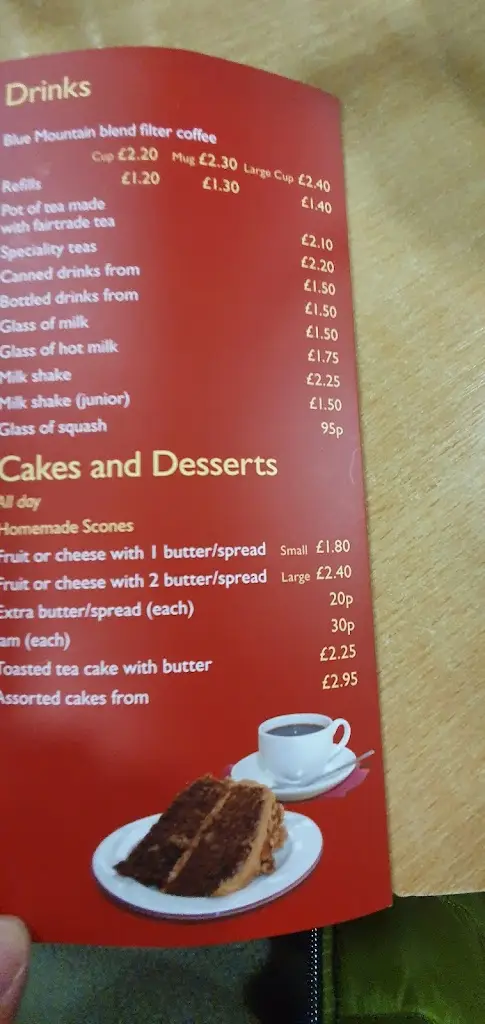 Drinks
Blue Mountain blend filter coffee
Cup £2.20 Mug £2.30 Large Cup £2.40
Refills £1.20 £1.30 £1.40
Pot of tea made
with fairtrade tea £2.10
Speciality teas £2.20
Canned drinks from £1.50
Bottled drinks from £1.50
Glass of milk £1.50
Glass of hot milk £1.75
Milk shake £2.25
Milk shake (junior) £1.50
Glass of squash 95p
Cakes and Desserts
All day
Homemade Scones
Fruit or cheese with 1 butter/spread Small £1.80
Fruit or cheese with 2 butter/spread Large £2.40
Extra butter/spread (each) 20p
am (each) 30p
Toasted tea cake with butter £2.25
Assorted cakes from £2.95